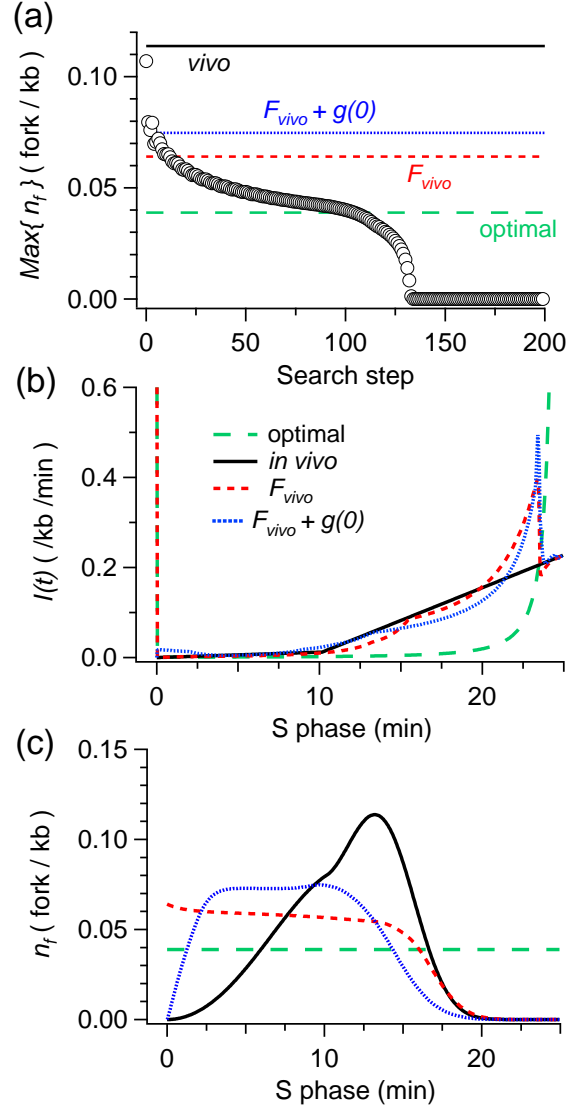 (a)
Max{ n_f } ( fork / kb )
0.10
0.05
0.00
vivo
F_vivo + g(0)
F_vivo
optimal
0
50
100
150
200
Search step
(b)
I(t) ( /kb /min)
0.6
0.4
0.2
0.0
optimal
in vivo
F_vivo
F_vivo + g(0)
0
10
20
S phase (min)
(c)
n_f ( fork / kb )
0.15
0.10
0.05
0.00
0
10
20
S phase (min)